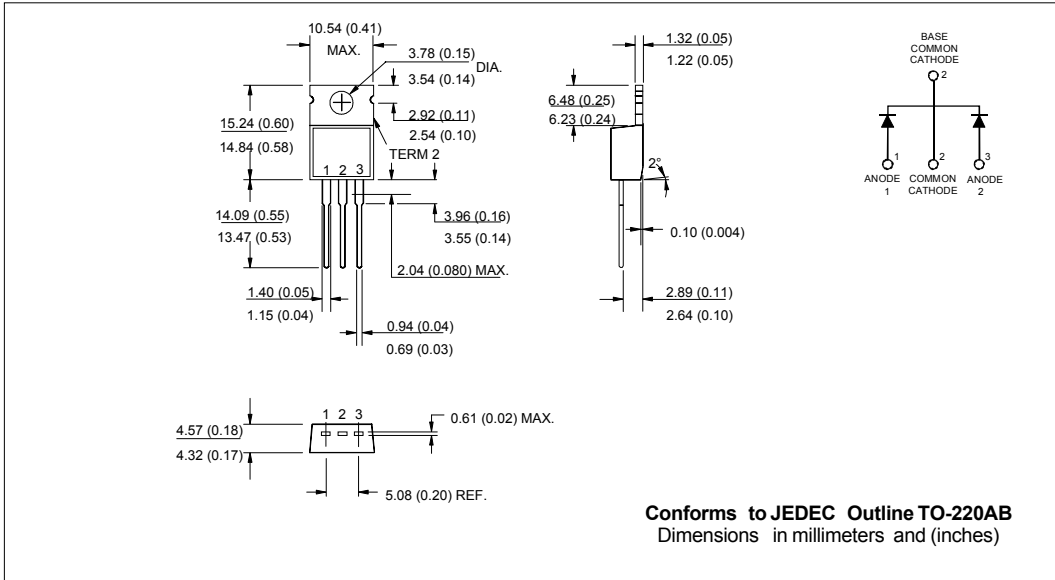 10.54 (0.41)
MAX.
3.78 (0.15)
3.54 (0.14)
DIA.
2.92 (0.11)
2.54 (0.10)
15.24 (0.60)
14.84 (0.58)
TERM 2
1 2 3
14.09 (0.55)
13.47 (0.53)
3.96 (0.16)
3.55 (0.14)
2.04 (0.080) MAX.
1.40 (0.05)
1.15 (0.04)
0.94 (0.04)
0.69 (0.03)
1.32 (0.05)
1.22 (0.05)
6.48 (0.25)
6.23 (0.24)
2°
0.10 (0.004)
2.89 (0.11)
2.64 (0.10)
BASE
COMMON
CATHODE
2
1
2
3
ANODE
1
COMMON
CATHODE
ANODE
2
1 2 3
0.61 (0.02) MAX.
4.57 (0.18)
4.32 (0.17)
5.08 (0.20) REF.
Conforms to JEDEC Outline TO-220AB
Dimensions in millimeters and (inches)